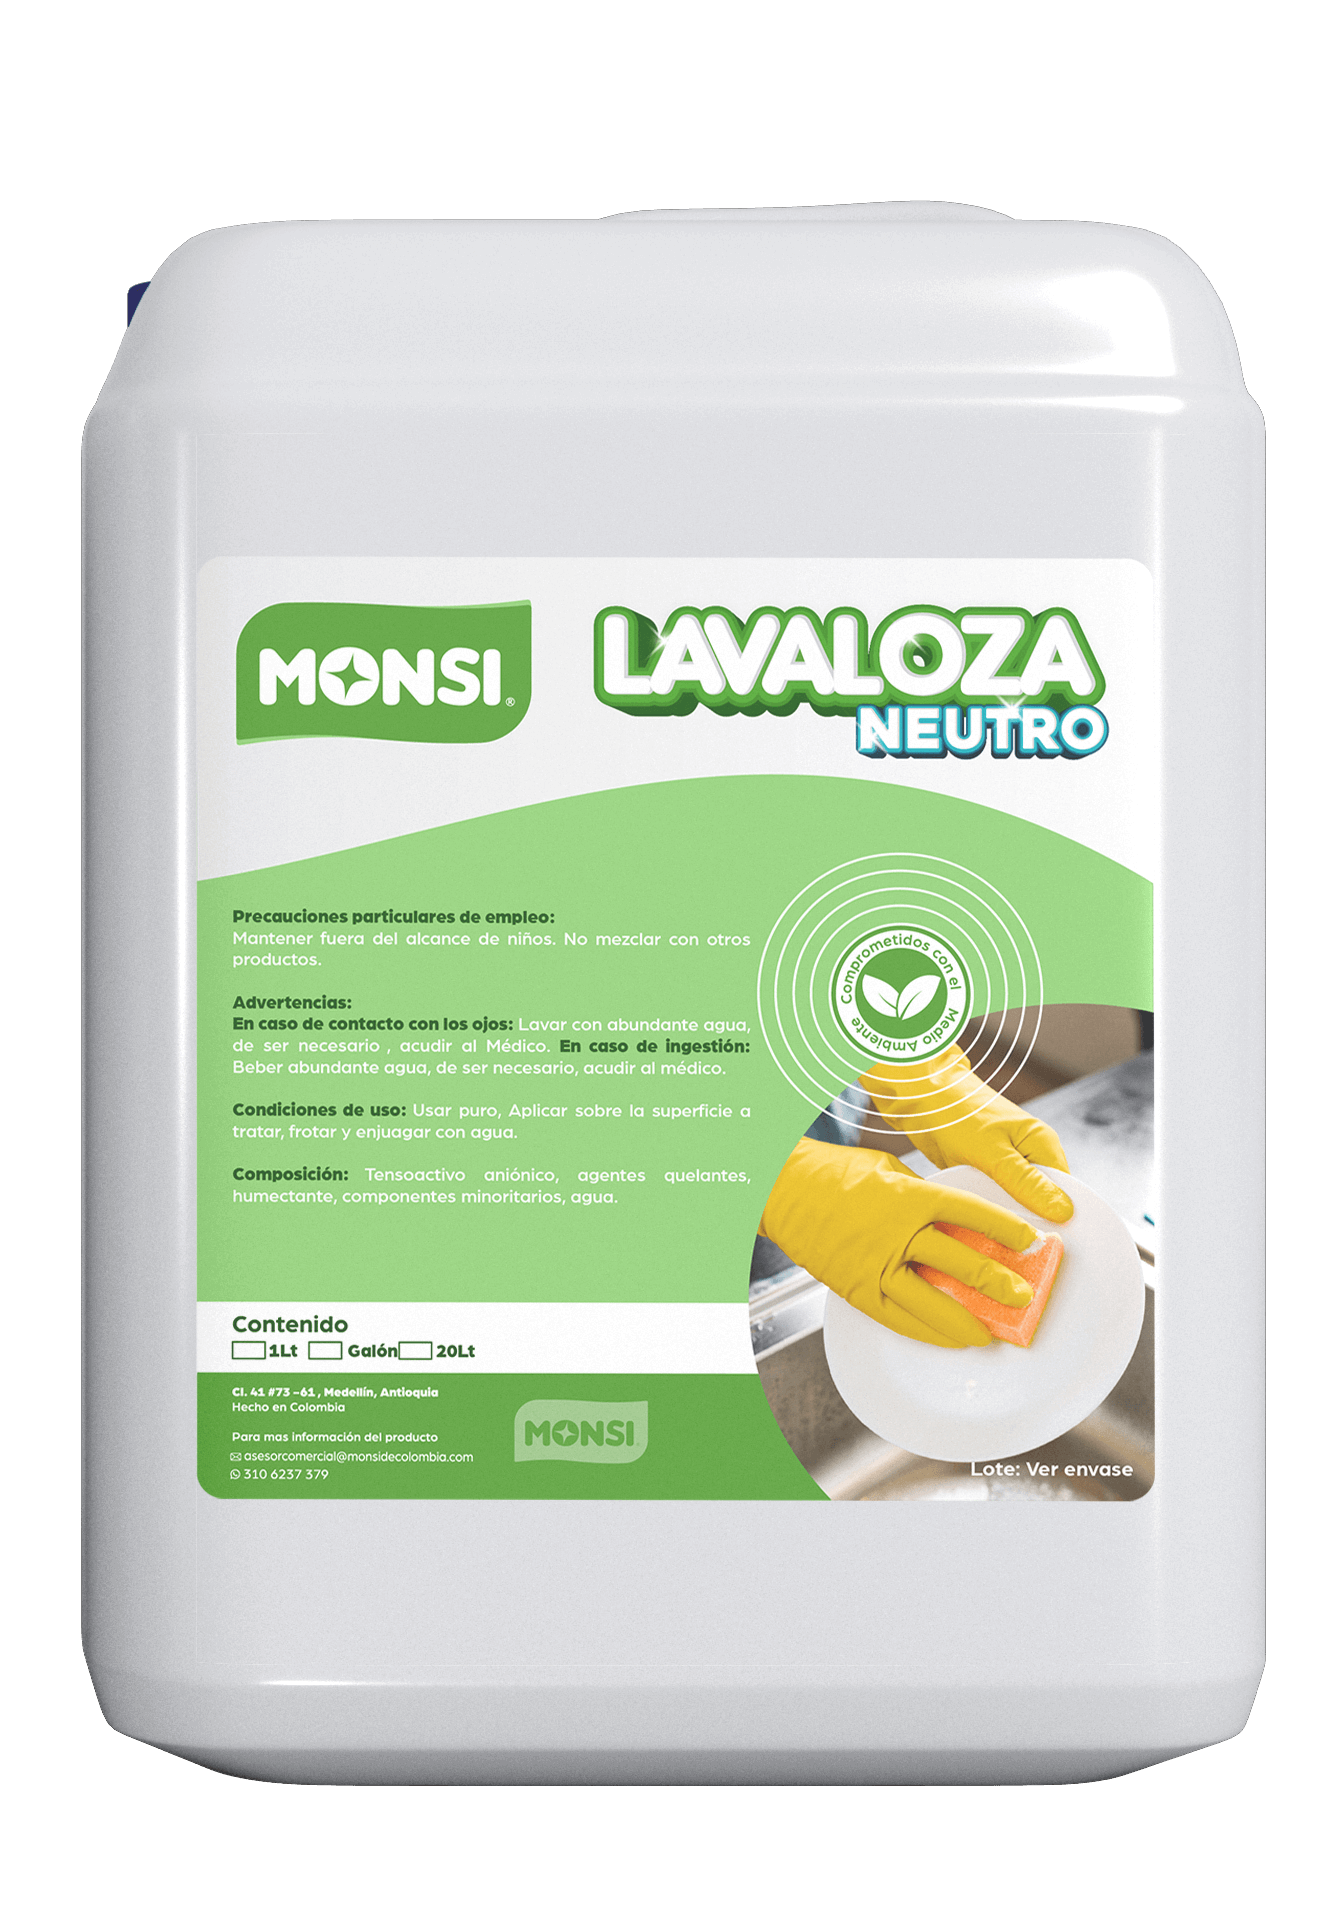 MONSI®
LAVALOZA
NEUTRO
Precauciones particulares de empleo:
Mantener fuera del alcance de niños. No mezclar con otros
productos.
Advertencias:
En caso de contacto con los ojos: Lavar con abundante agua,
de ser necesario , acudir al Médico. En caso de ingestión:
Beber abundante agua, de ser necesario, acudir al médico.
Condiciones de uso: Usar puro, Aplicar sobre la superficie a
tratar, frotar y enjuagar con agua.
Composición: Tensoactivo aniónico, agentes quelantes,
humectante, componentes minoritarios, agua.
Comprometidos con el Medio Ambiente
Contenido
1Lt Galón 20Lt
Cl. 41 #73 -61 , Medellín, Antioquia
Hecho en Colombia
Para mas información del producto
asesorcomercial@monsidecolombia.com
310 6237 379
MONSI
Lote: Ver envase